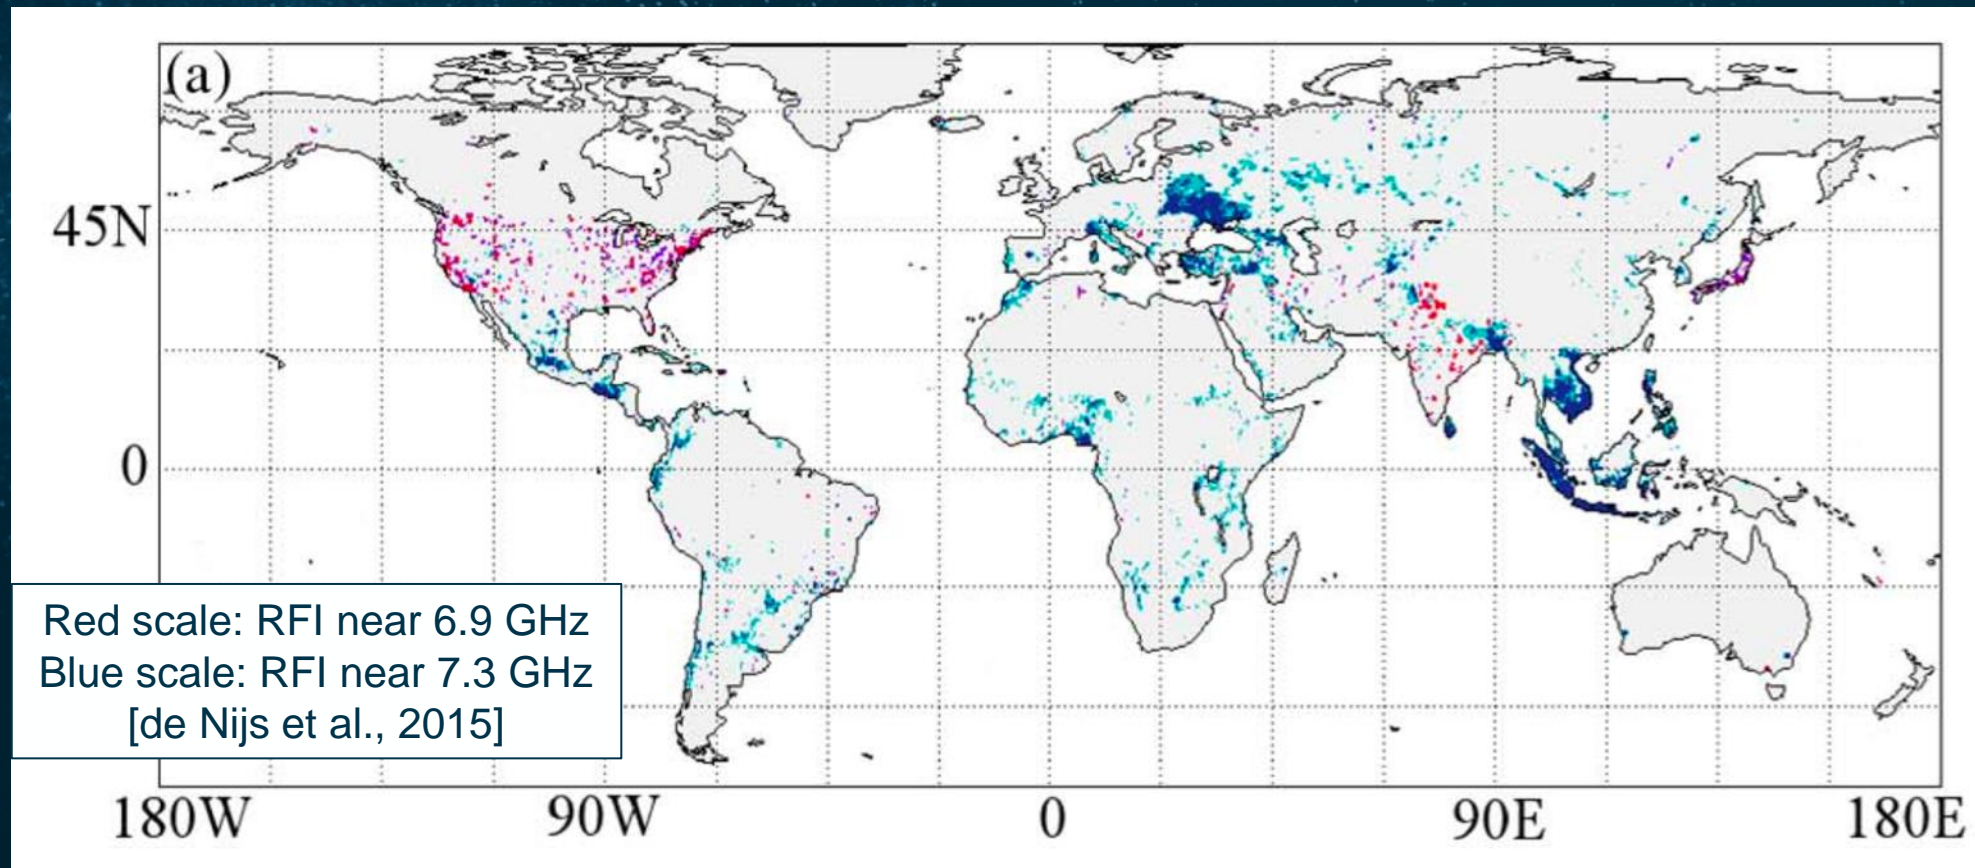 (a)
45N
0
Red scale: RFI near 6.9 GHz
Blue scale: RFI near 7.3 GHz
[de Nijs et al., 2015]
180W
90W
0
90E
180E